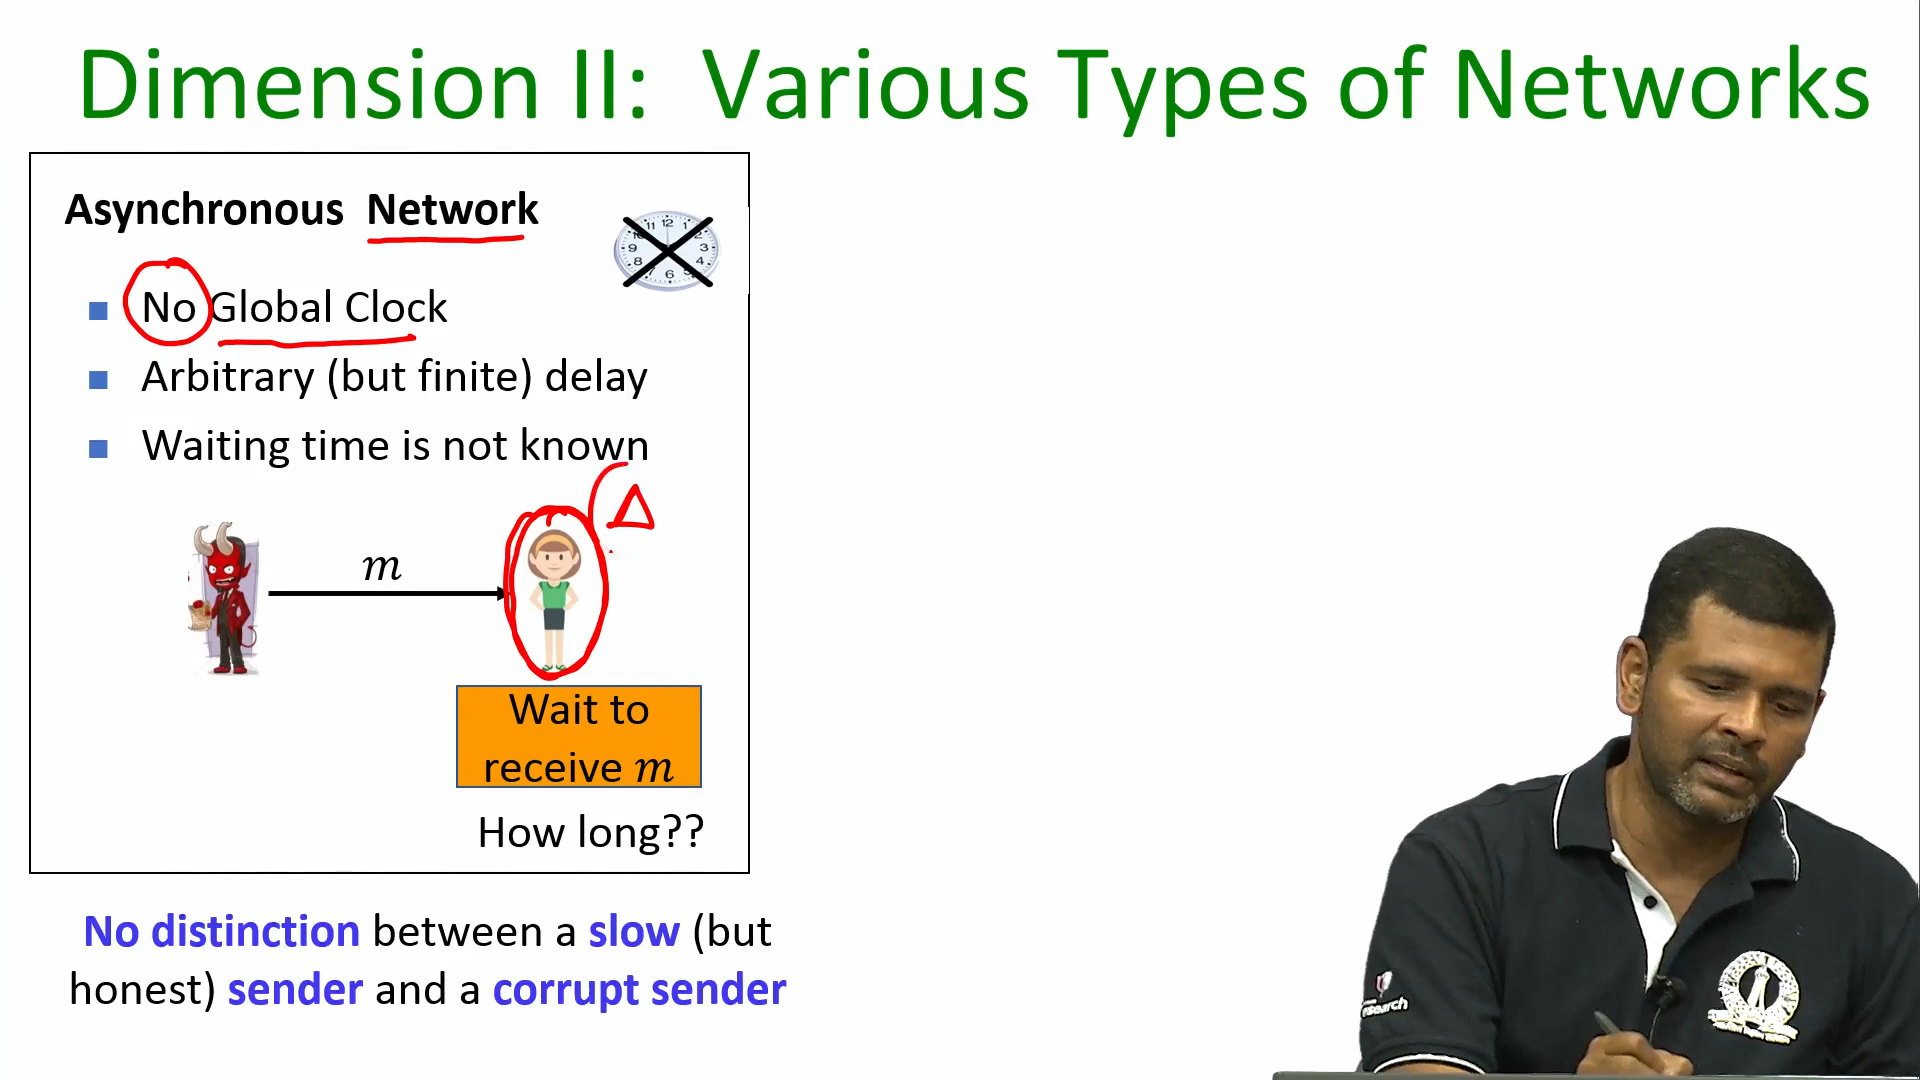 Dimension II: Various Types of Networks
Asynchronous Network
No Global Clock
Arbitrary (but finite) delay
Waiting time is not known
Δ
m
Wait to
receive m
How long??
No distinction between a slow (but
honest) sender and a corrupt sender